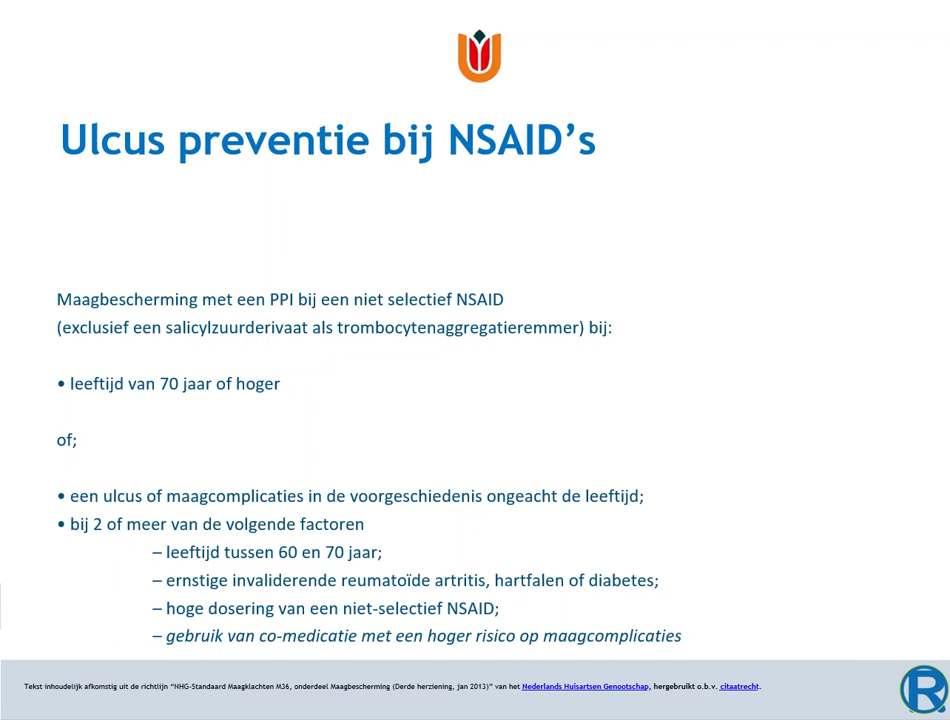 Ulcus preventie bij NSAID’s
Maagbescherming met een PPI bij een niet selectief NSAID
(exclusief een salicylzuurderivaat als trombocytenaggregatieremmer) bij:
• leeftijd van 70 jaar of hoger
of;
• een ulcus of maagcomplicaties in de voorgeschiedenis ongeacht de leeftijd;
• bij 2 of meer van de volgende factoren
– leeftijd tussen 60 en 70 jaar;
– ernstige invaliderende reumatoïde artritis, hartfalen of diabetes;
– hoge dosering van een niet-selectief NSAID;
– gebruik van co-medicatie met een hoger risico op maagcomplicaties
Tekst inhoudelijk afkomstig uit de richtlijn “NHG-Standaard Maagklachten M36, onderdeel Maagbescherming (Derde herziening, jan 2013)” van het Nederlands Huisartsen Genootschap, hergebruikt o.b.v. citaatrecht.
R